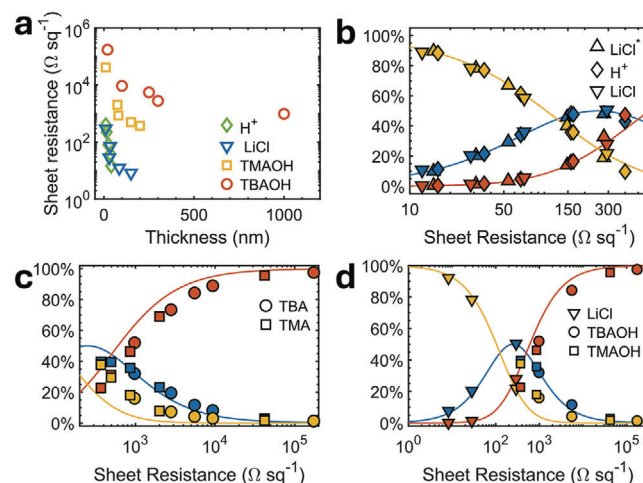 a
Sheet resistance (Ω sq⁻¹)
10⁶
10⁴
10²
10⁰
H⁺
LiCl
TMAOH
TBAOH
0 500 1000
Thickness (nm)
b
100%
80%
60%
40%
20%
0%
LiCl*
H⁺
LiCl
10 50 150 300
Sheet Resistance (Ω sq⁻¹)
c
100%
80%
60%
40%
20%
0%
TBA
TMA
10³ 10⁴ 10⁵
Sheet Resistance (Ω sq⁻¹)
d
100%
80%
60%
40%
20%
0%
LiCl
TBAOH
TMAOH
10⁰ 10² 10³ 10⁵
Sheet Resistance (Ω sq⁻¹)